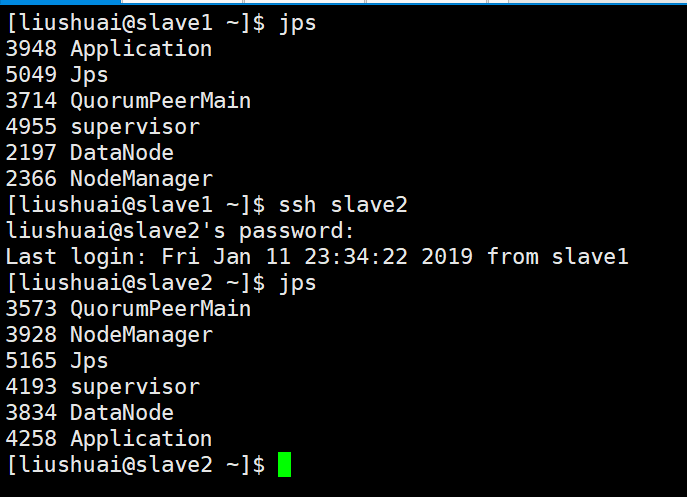 [liushuai@slave1 ~]$ jps
3948 Application
5049 Jps
3714 QuorumPeerMain
4955 supervisor
2197 DataNode
2366 NodeManager
[liushuai@slave1 ~]$ ssh slave2
liushuai@slave2's password:
Last login: Fri Jan 11 23:34:22 2019 from slave1
[liushuai@slave2 ~]$ jps
3573 QuorumPeerMain
3928 NodeManager
5165 Jps
4193 supervisor
3834 DataNode
4258 Application
[liushuai@slave2 ~]$